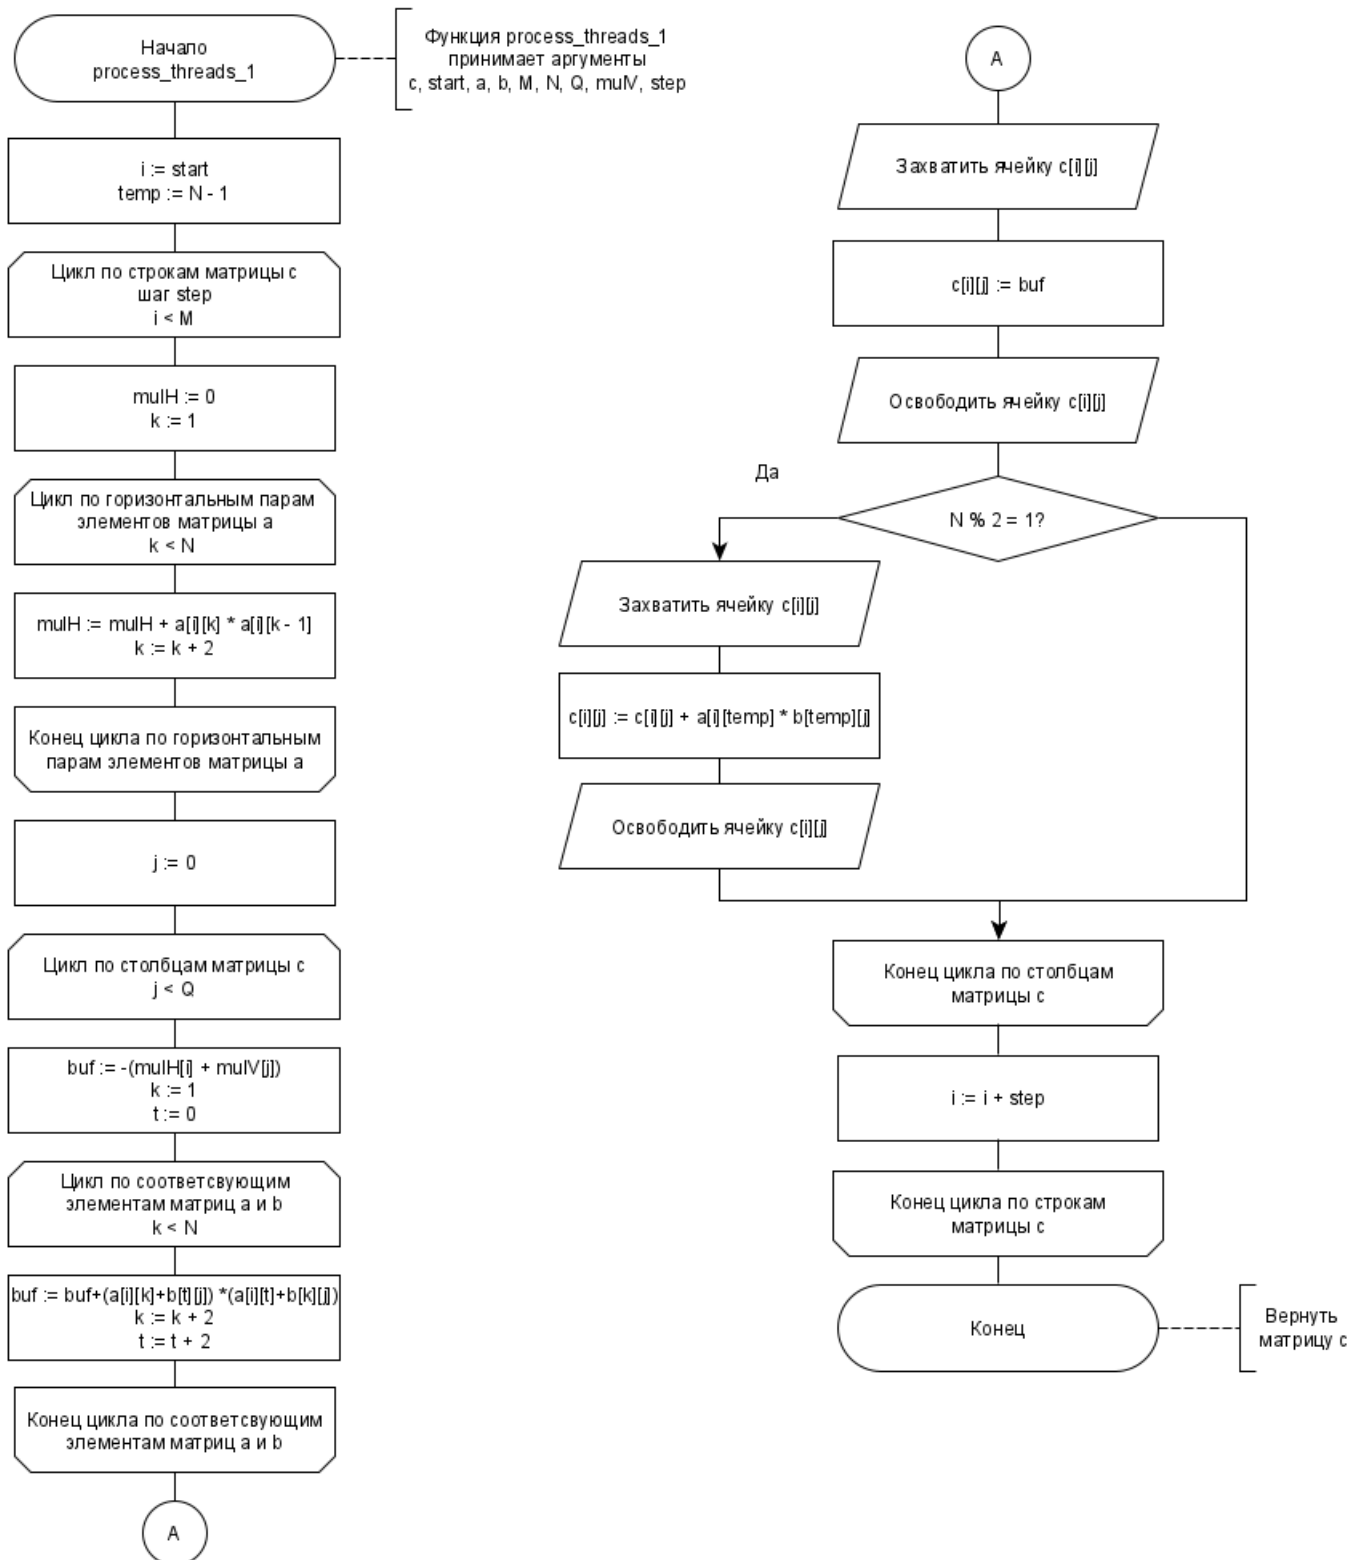 Начало
process_threads_1
Функция process_threads_1
принимает аргументы
c, start, a, b, M, N, Q, mulV, step
i := start
temp := N - 1
Цикл по строкам матрицы c
шаг step
i < M
mulH := 0
k := 1
Цикл по горизонтальным парам
элементов матрицы a
k < N
mulH := mulH + a[i][k] * a[i][k - 1]
k := k + 2
Конец цикла по горизонтальным
парам элементов матрицы a
j := 0
Цикл по столбцам матрицы c
j < Q
buf := -(mulH[i] + mulV[j])
k := 1
t := 0
Цикл по соответсвующим
элементам матриц a и b
k < N
buf := buf+(a[i][k]+b[t][j]) *(a[i][t]+b[k][j])
k := k + 2
t := t + 2
Конец цикла по соответсвующим
элементам матриц a и b
A
A
Захватить ячейку c[i][j]
c[i][j] := buf
Освободить ячейку c[i][j]
Да
N % 2 = 1?
Захватить ячейку c[i][j]
c[i][j] := c[i][j] + a[i][temp] * b[temp][j]
Освободить ячейку c[i][j]
Конец цикла по столбцам
матрицы c
i := i + step
Конец цикла по строкам
матрицы c
Конец
Вернуть
матрицу c